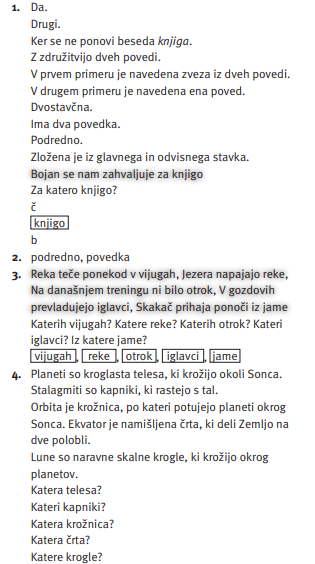 1. Da.
Drugi.
Ker se ne ponovi beseda knjiga.
Z združitvijo dveh povedi.
V prvem primeru je navedena zveza iz dveh povedi.
V drugem primeru je navedena ena poved.
Dvostavčna.
Ima dva povedka.
Podredno.
Zložena je iz glavnega in odvisnega stavka.
Bojan se nam zahvaljuje za knjigo
Za katero knjigo?
č
knjigo
b
2. podredno, povedka
3. Reka teče ponekod v vijugah, Jezera napajajo reke,
Na današnjem treningu ni bilo otrok, V gozdovih
prevladujejo iglavci, Skakač prihaja ponoči iz jame
Katerih vijugah? Katere reke? Katerih otrok? Kateri
iglavci? Iz katere jame?
vijugah, reke, otrok, iglavci, jame
4. Planeti so kroglasta telesa, ki krožijo okoli Sonca.
Stalagmiti so kapniki, ki rastejo s tal.
Orbita je krožnica, po kateri potujejo planeti okrog
Sonca. Ekvator je namišljena črta, ki deli Zemljo na
dve polobli.
Lune so naravne skalne krogle, ki krožijo okrog
planetov.
Katera telesa?
Kateri kapniki?
Katera krožnica?
Katera črta?
Katere krogle?